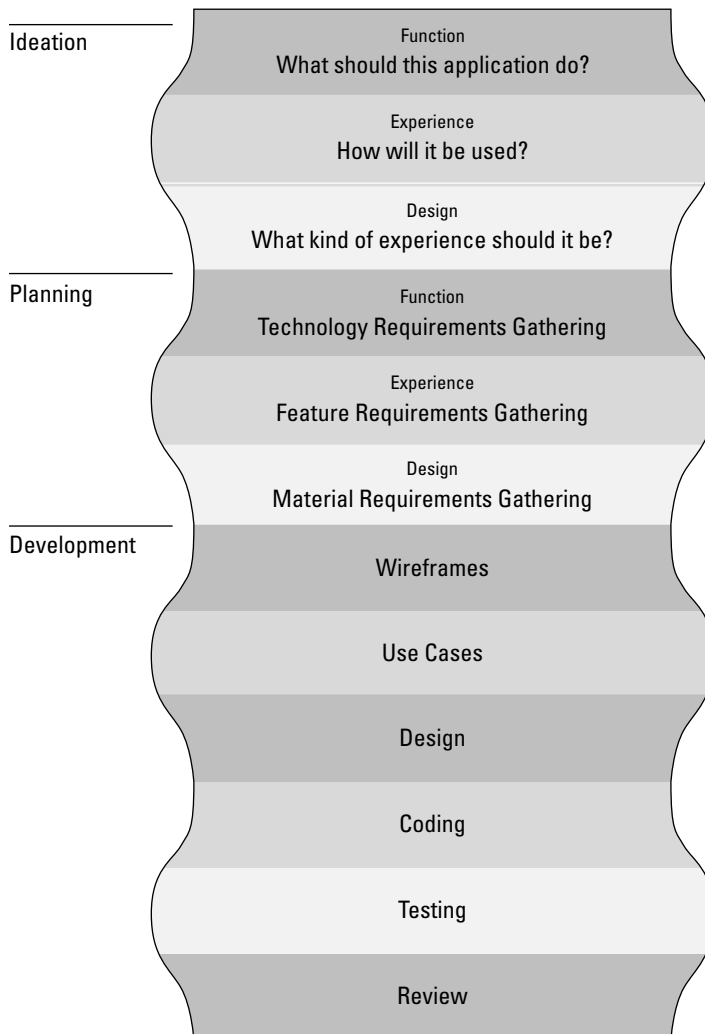 Ideation
Function
What should this application do?
Experience
How will it be used?
Design
What kind of experience should it be?
Planning
Function
Technology Requirements Gathering
Experience
Feature Requirements Gathering
Design
Material Requirements Gathering
Development
Wireframes
Use Cases
Design
Coding
Testing
Review